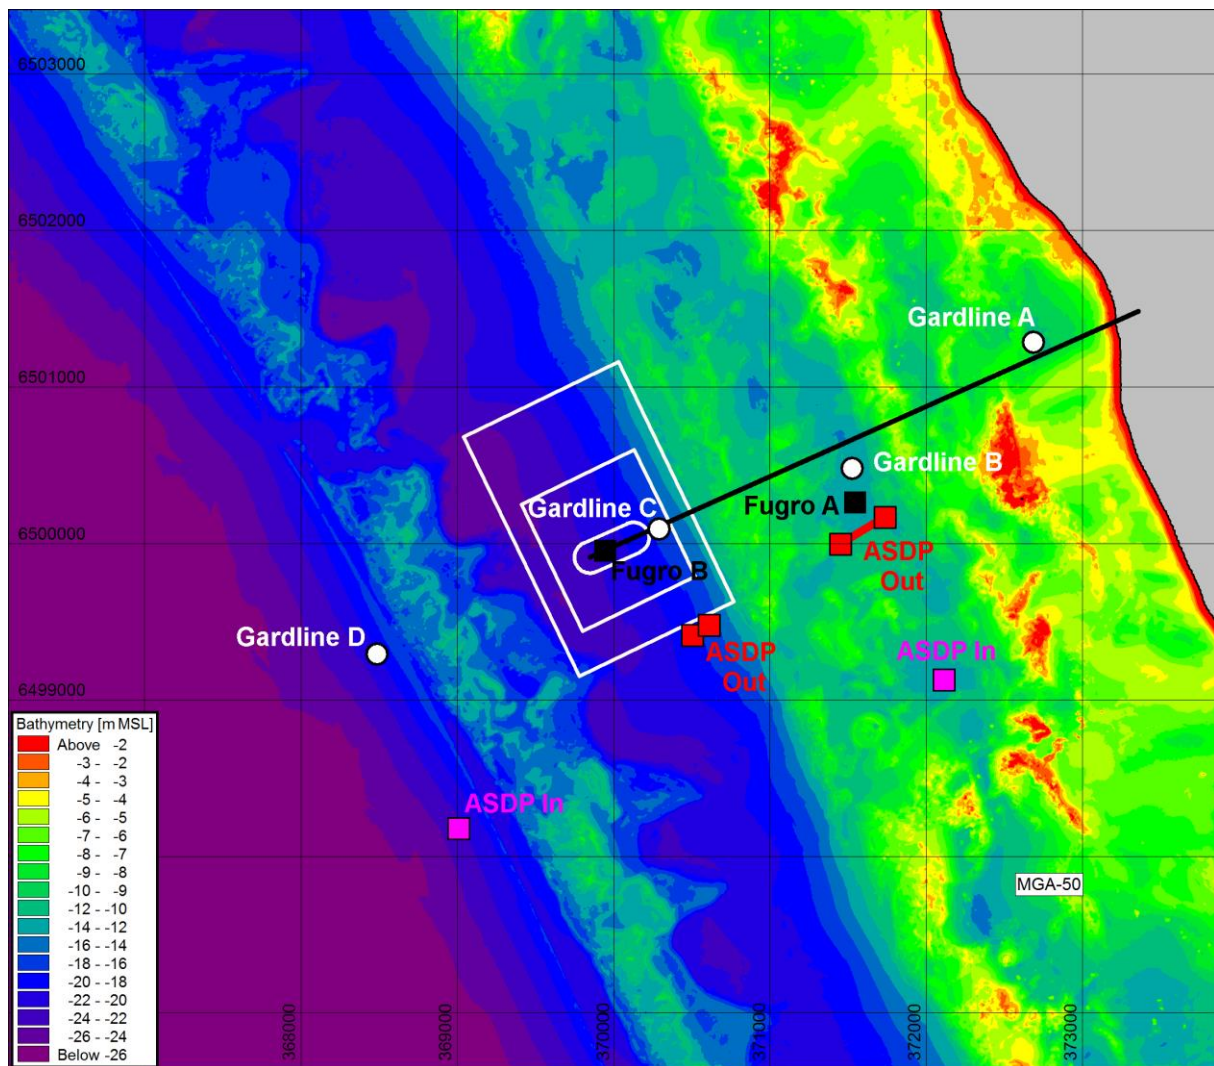 6503000
6502000
6501000
6500000
6499000
Gardline A
Gardline B
Fugro A
ASDP
Out
Gardline C
Fugro B
ASDP
Out
Gardline D
ASDP In
ASDP In
MGA-50
Bathymetry [m MSL]
Above -2
-3 - -2
-4 - -3
-5 - -4
-6 - -5
-7 - -6
-8 - -7
-9 - -8
-10 - -9
-12 - -10
-14 - -12
-16 - -14
-18 - -16
-20 - -18
-22 - -20
-24 - -22
-26 - -24
Below -26
368000
369000
370000
371000
372000
373000